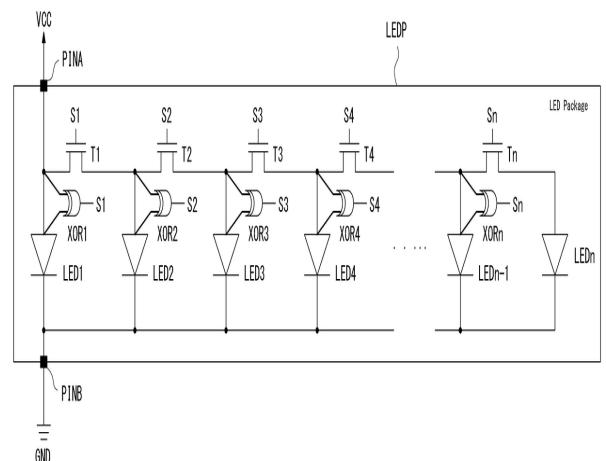 VCC
LEDP
PINA
LED Package
S1 S2 S3 S4 Sn
T1 T2 T3 T4 Tn
S1 S2 S3 S4 Sn
XOR1 XOR2 XOR3 XOR4 XORn
LED1 LED2 LED3 LED4 . . ... LEDn-1 LEDn
PINB
GND